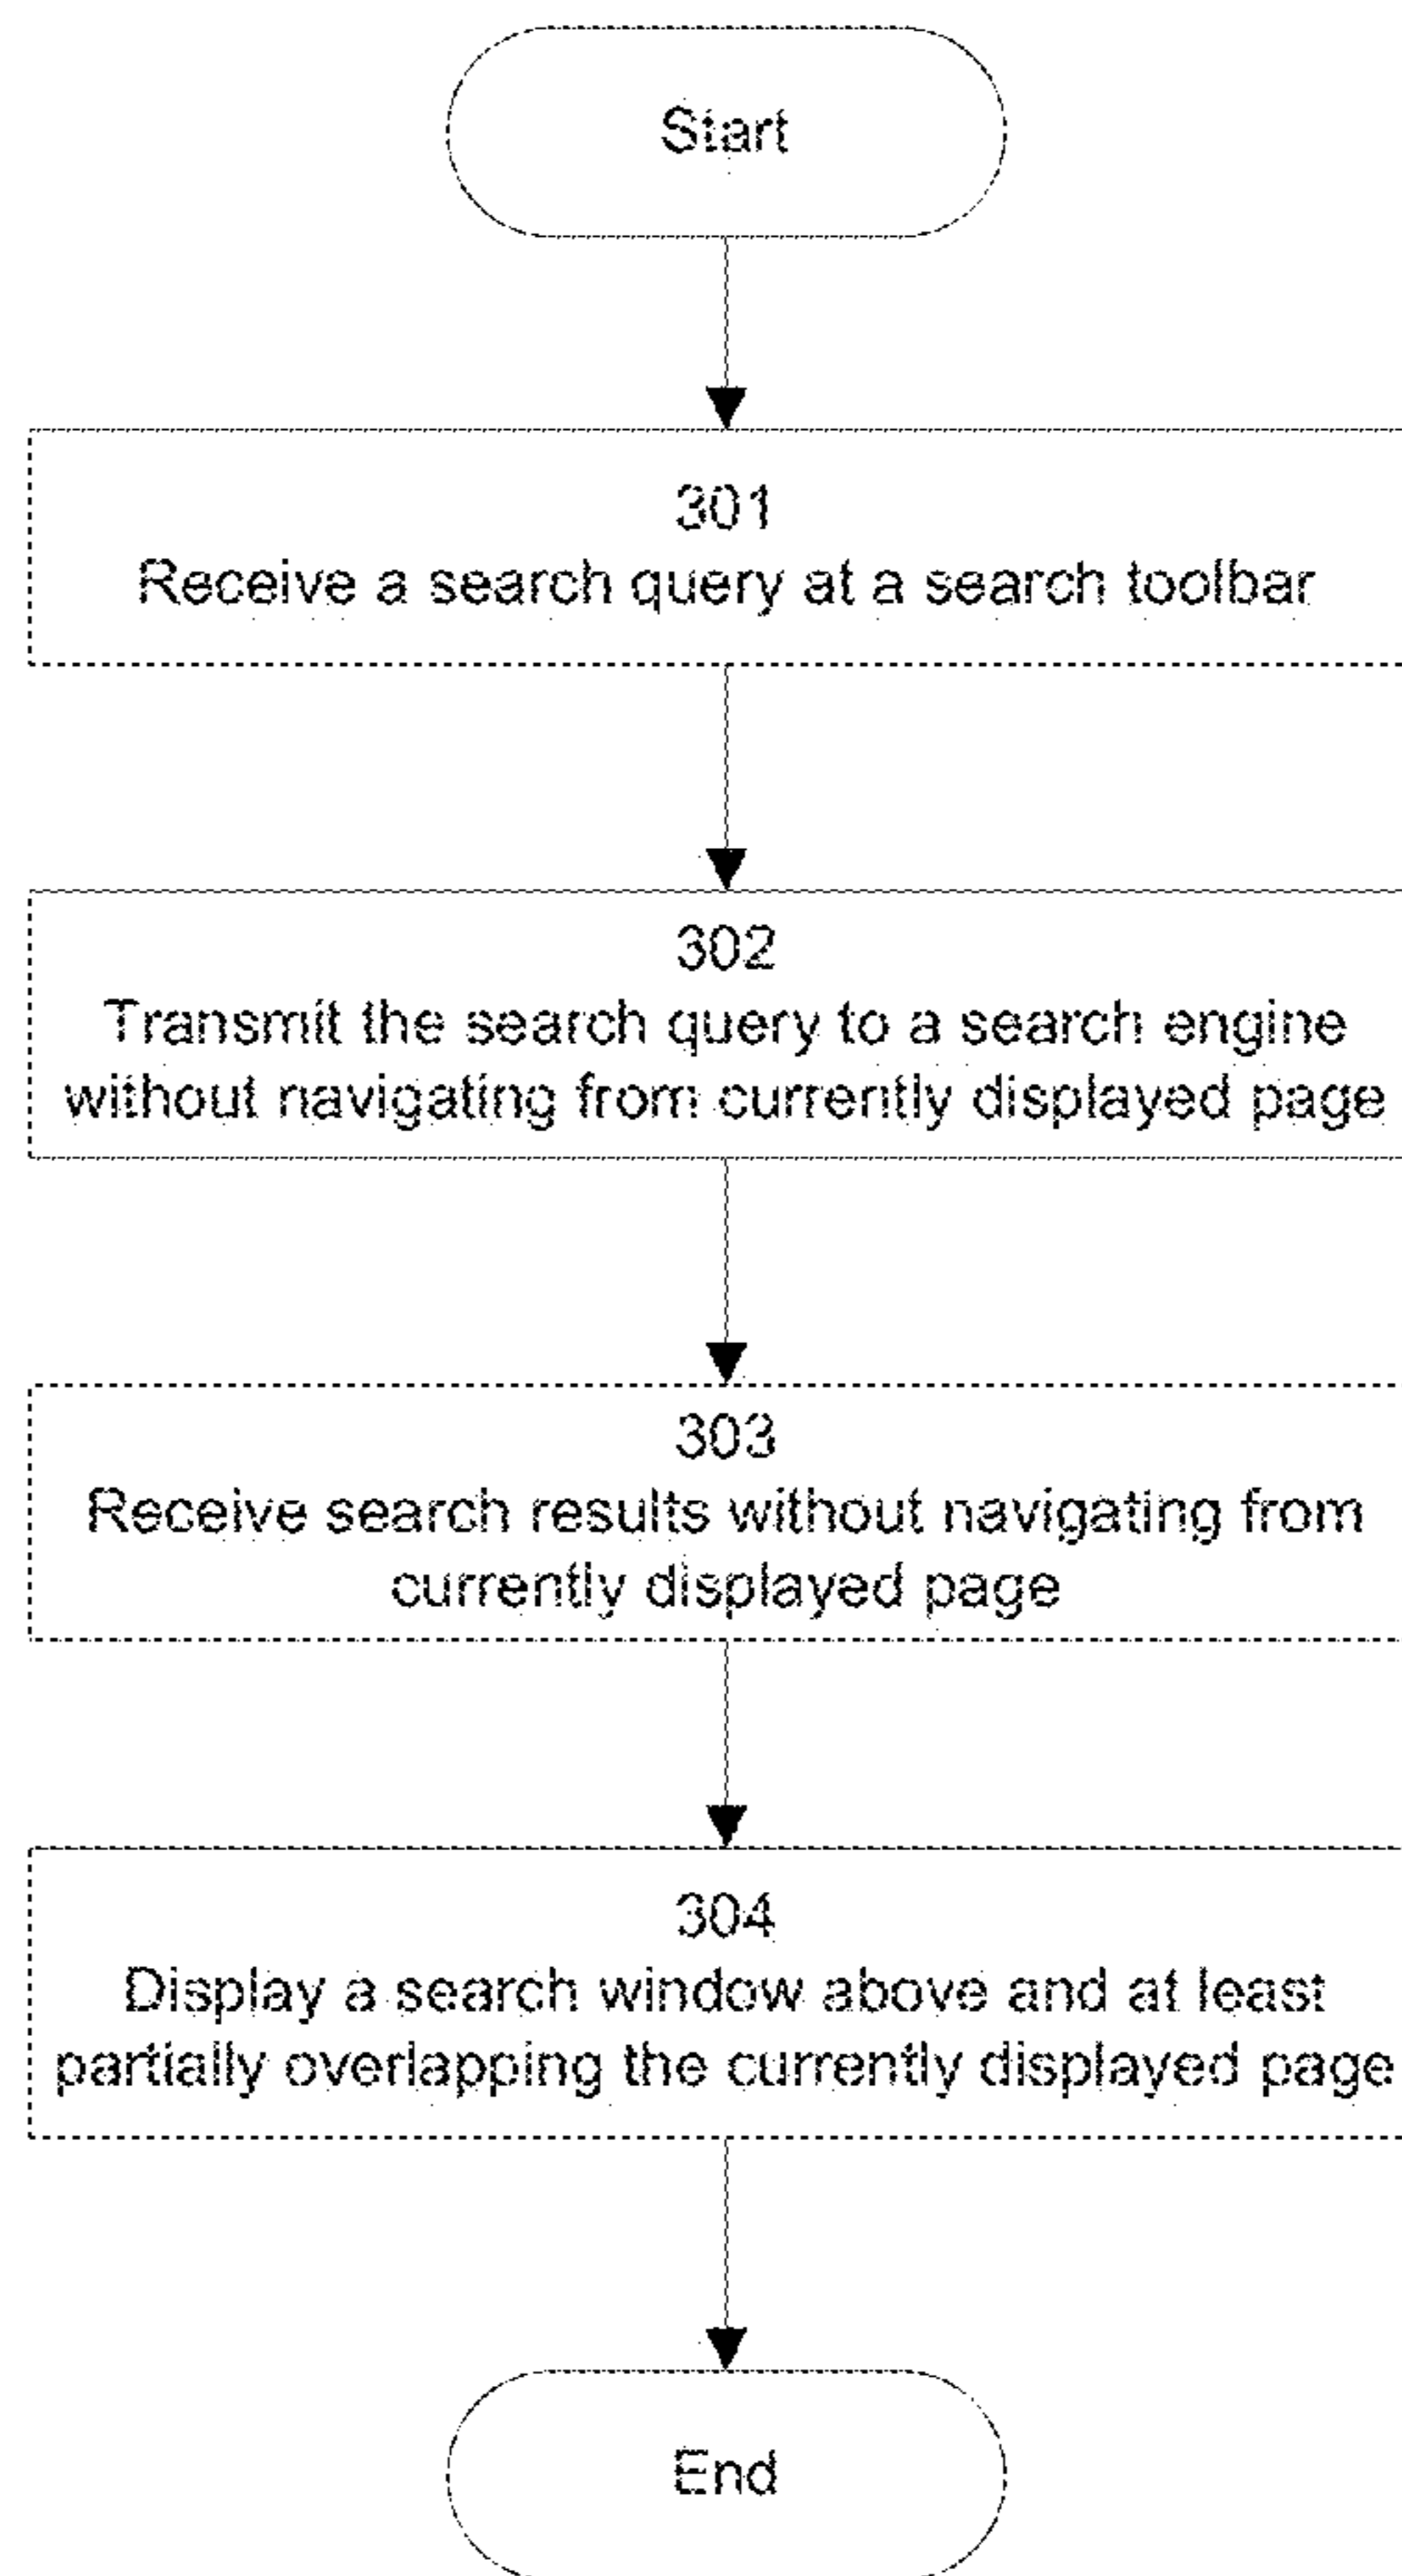 Start
301
Receive a search query at a search toolbar
302
Transmit the search query to a search engine
without navigating from currently displayed page
303
Receive search results without navigating from
currently displayed page
304
Display a search window above and at least
partially overlapping the currently displayed page
End